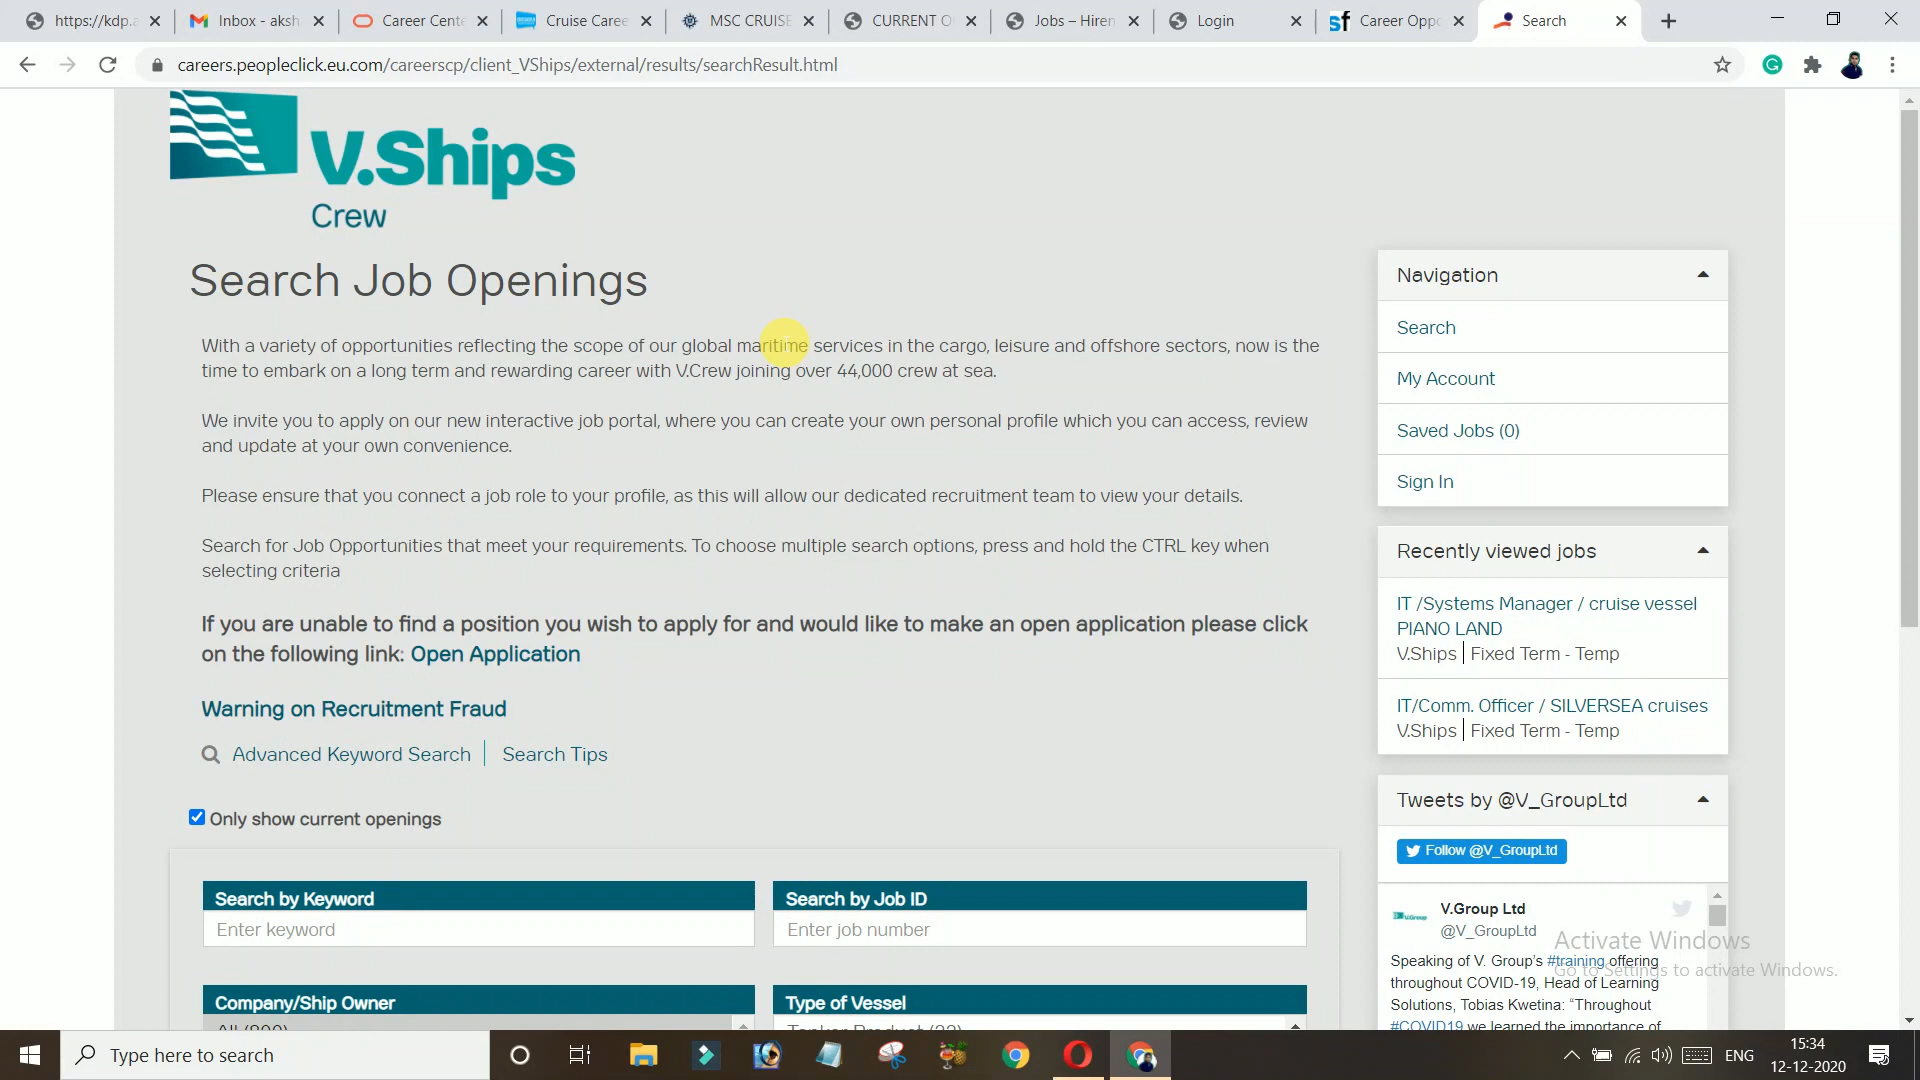 https://kdp.a
Inbox - aksh
Career Cente
Cruise Caree
MSC CRUISE
CURRENT O
Jobs – Hiren
Login
Career Oppo
Search
careers.peopleclick.eu.com/careerscp/client_VShips/external/results/searchResult.html
V.Ships
Crew
Search Job Openings
With a variety of opportunities reflecting the scope of our global maritime services in the cargo, leisure and offshore sectors, now is the
time to embark on a long term and rewarding career with V.Crew joining over 44,000 crew at sea.
We invite you to apply on our new interactive job portal, where you can create your own personal profile which you can access, review
and update at your own convenience.
Please ensure that you connect a job role to your profile, as this will allow our dedicated recruitment team to view your details.
Search for Job Opportunities that meet your requirements. To choose multiple search options, press and hold the CTRL key when
selecting criteria
If you are unable to find a position you wish to apply for and would like to make an open application please click
on the following link: Open Application
Warning on Recruitment Fraud
Advanced Keyword Search
Search Tips
Only show current openings
Search by Keyword
Enter keyword
Search by Job ID
Enter job number
Company/Ship Owner
All (800)
Type of Vessel
Tanker Product (22)
Navigation
Search
My Account
Saved Jobs (0)
Sign In
Recently viewed jobs
IT /Systems Manager / cruise vessel
PIANO LAND
V.Ships | Fixed Term - Temp
IT/Comm. Officer / SILVERSEA cruises
V.Ships | Fixed Term - Temp
Tweets by @V_GroupLtd
Follow @V_GroupLtd
V.Group Ltd
@V_GroupLtd
Speaking of V. Group's #training offering
throughout COVID-19, Head of Learning
Solutions, Tobias Kwetina: “Throughout
#COVID19 we learned the importance of
Activate Windows
Go to Settings to activate Windows.
Type here to search
ENG
15:34
12-12-2020